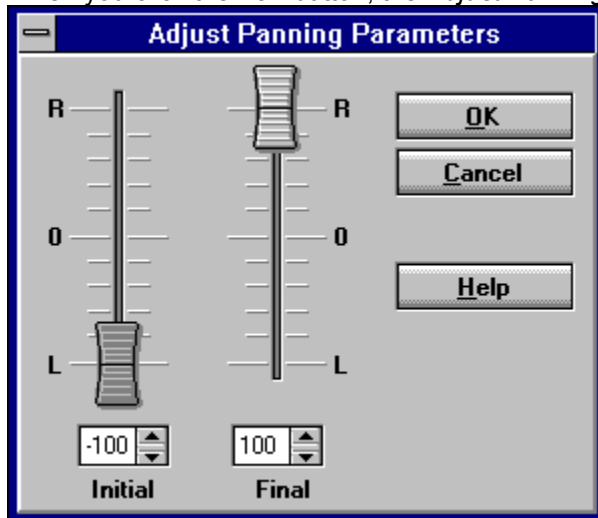 Adjust Panning Parameters
R R
OK
Cancel
0 0
Help
L L
-100 100
Initial Final